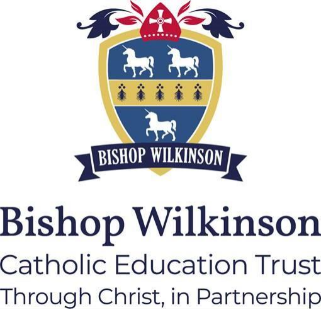 BISHOP WILKINSON
Bishop Wilkinson
Catholic Education Trust
Through Christ, in Partnership